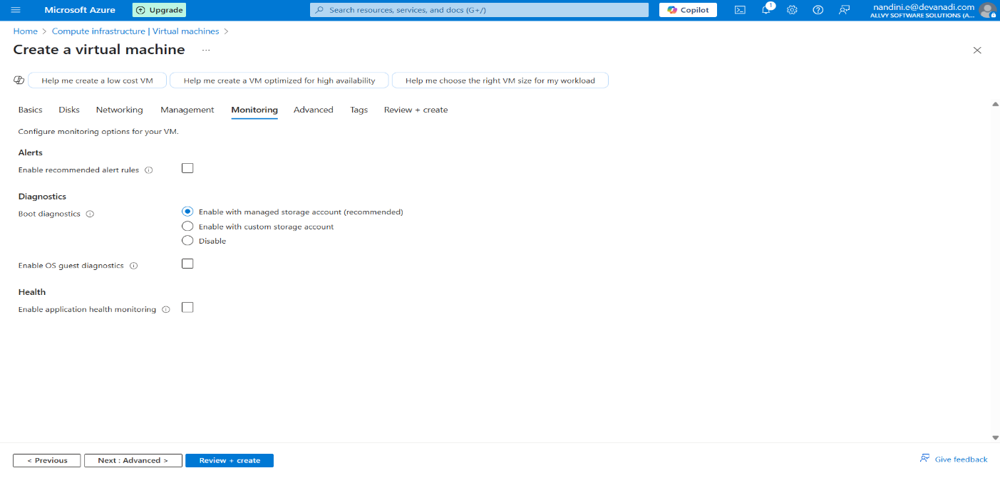 Microsoft Azure
Upgrade
Search resources, services, and docs (G+/)
Copilot
1
nandini.e@devanadi.com
ALLVY SOFTWARE SOLUTIONS (A...
Home > Compute infrastructure | Virtual machines >
Create a virtual machine ...
Help me create a low cost VM
Help me create a VM optimized for high availability
Help me choose the right VM size for my workload
Basics Disks Networking Management Monitoring Advanced Tags Review + create
Configure monitoring options for your VM.
Alerts
Enable recommended alert rules
Diagnostics
Boot diagnostics
Enable with managed storage account (recommended)
Enable with custom storage account
Disable
Enable OS guest diagnostics
Health
Enable application health monitoring
< Previous
Next : Advanced >
Review + create
Give feedback